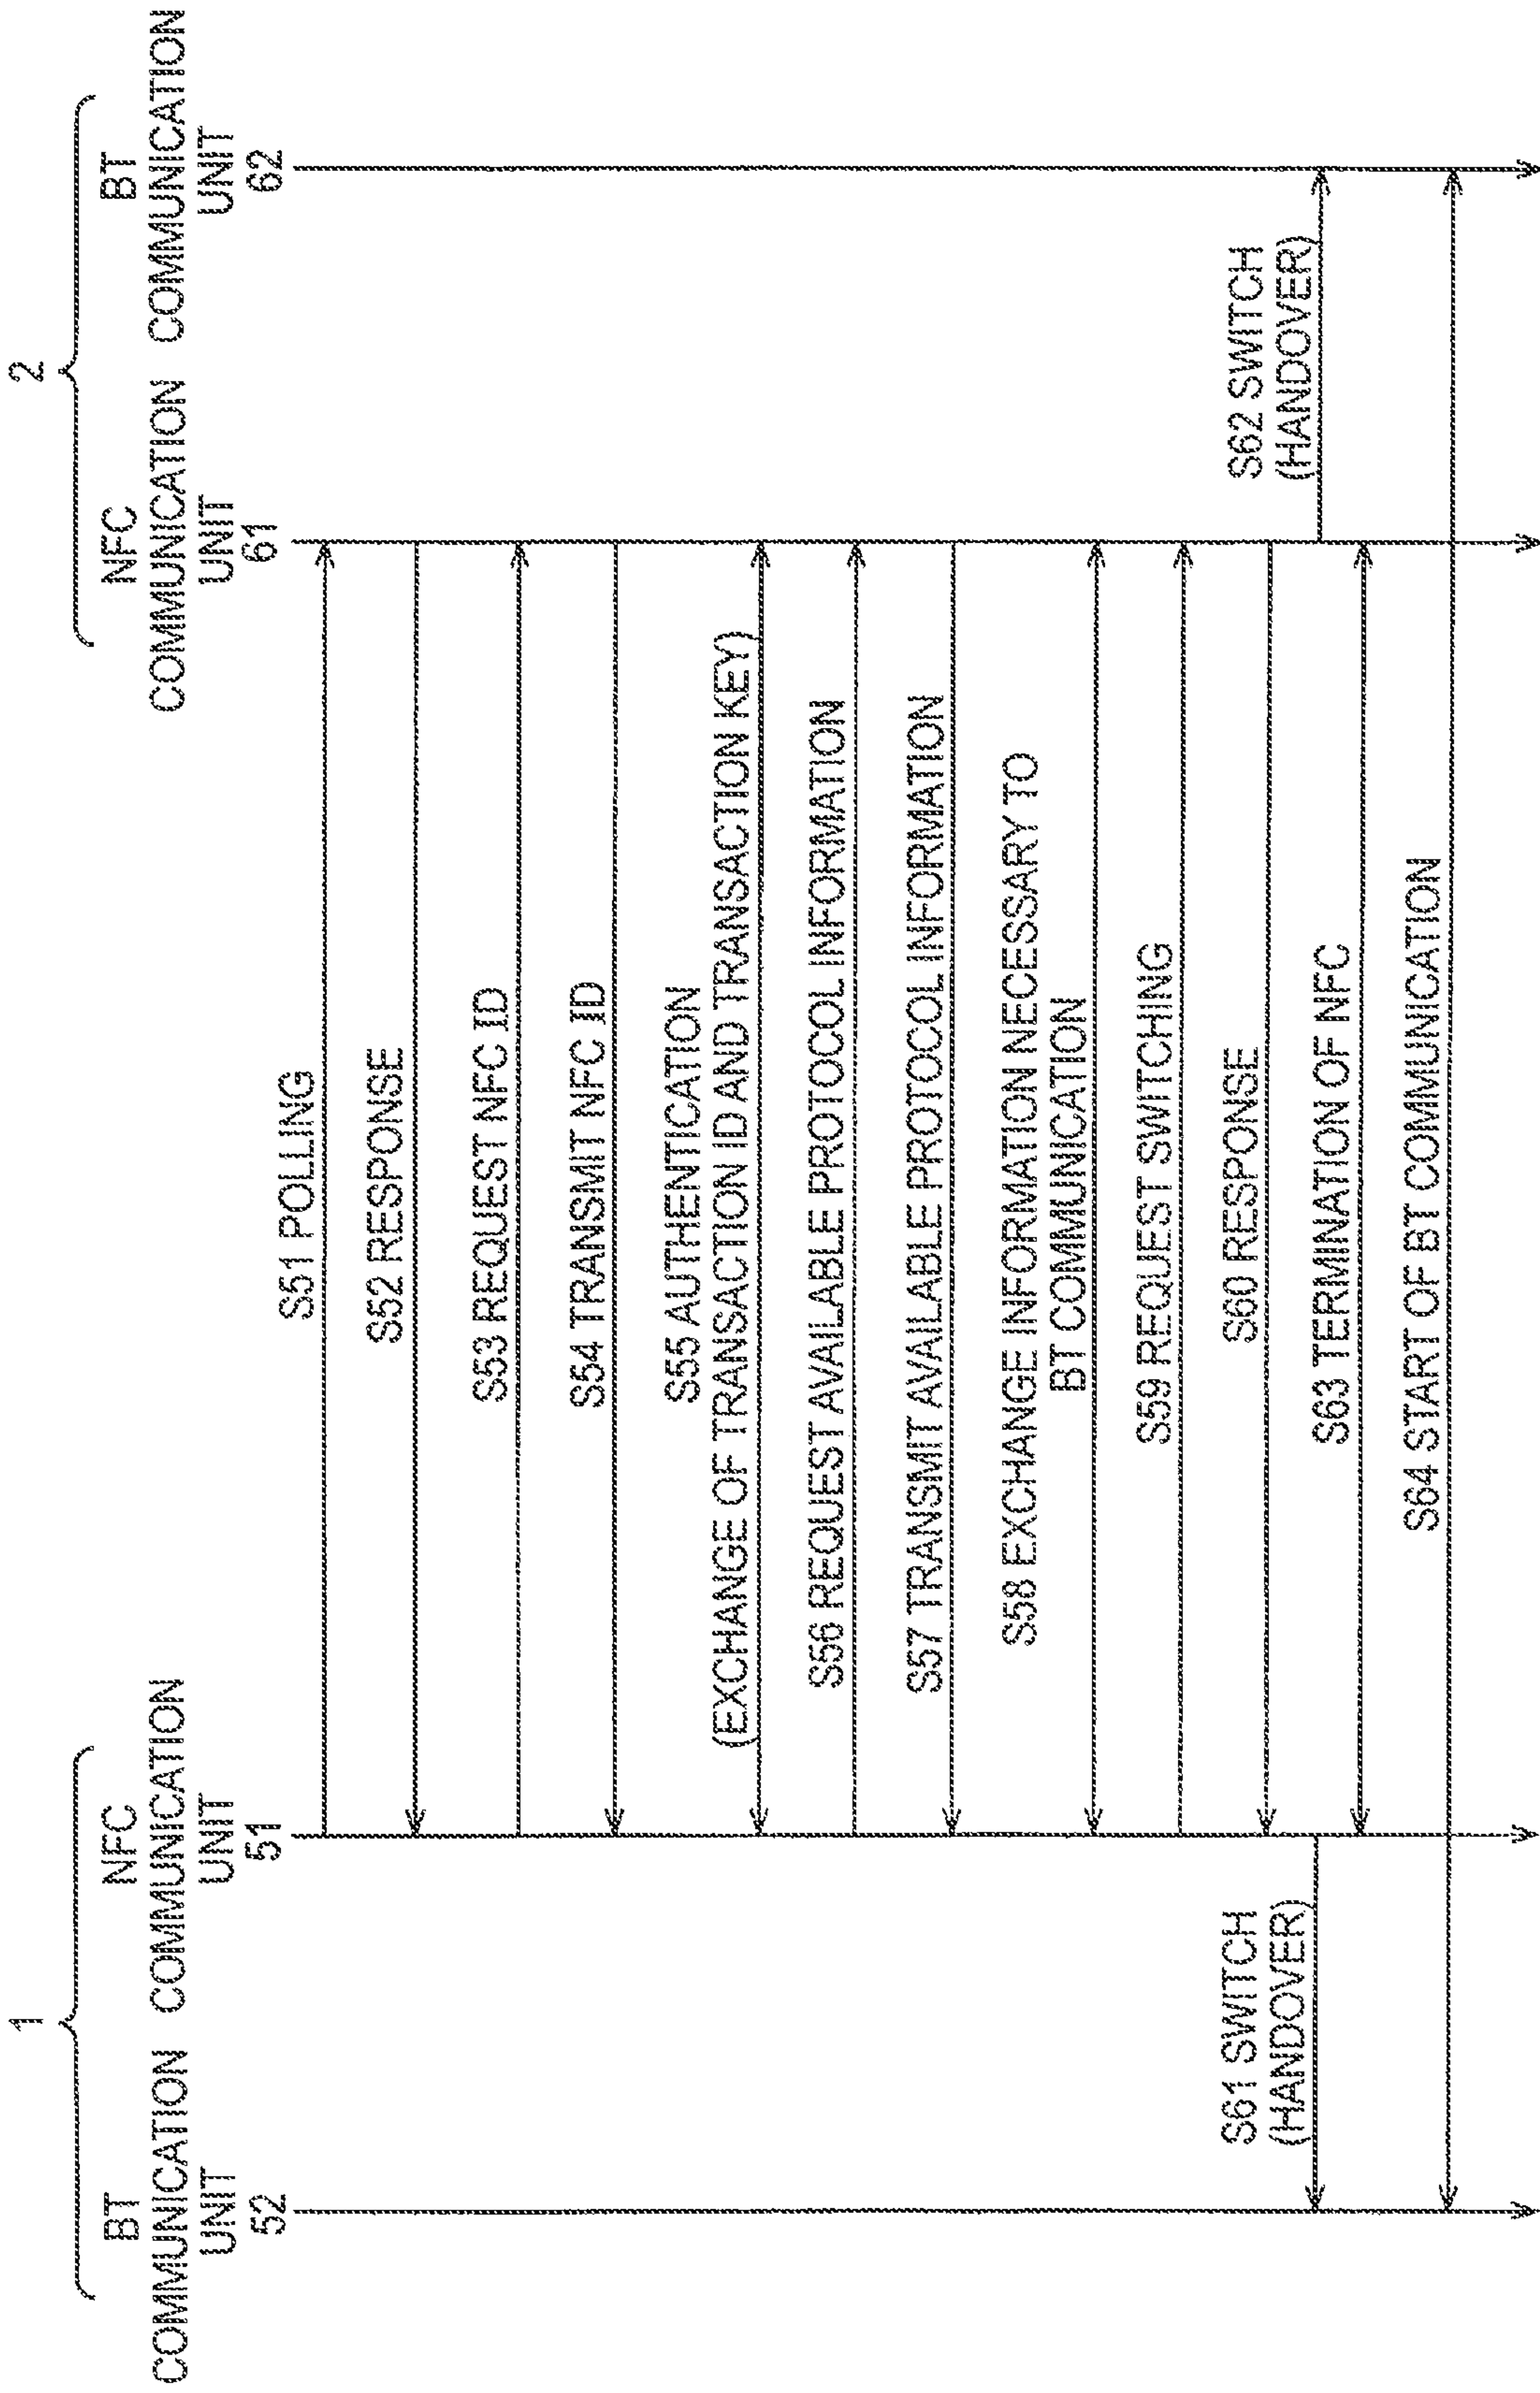 1
2
BT
COMMUNICATION
UNIT
52
NFC
COMMUNICATION
UNIT
51
NFC
COMMUNICATION
UNIT
61
BT
COMMUNICATION
UNIT
62
S51 POLLING
S52 RESPONSE
S53 REQUEST NFC ID
S54 TRANSMIT NFC ID
S55 AUTHENTICATION
(EXCHANGE OF TRANSACTION ID AND TRANSACTION KEY)
S56 REQUEST AVAILABLE PROTOCOL INFORMATION
S57 TRANSMIT AVAILABLE PROTOCOL INFORMATION
S58 EXCHANGE INFORMATION NECESSARY TO
BT COMMUNICATION
S59 REQUEST SWITCHING
S60 RESPONSE
S61 SWITCH
(HANDOVER)
S62 SWITCH
(HANDOVER)
S63 TERMINATION OF NFC
S64 START OF BT COMMUNICATION